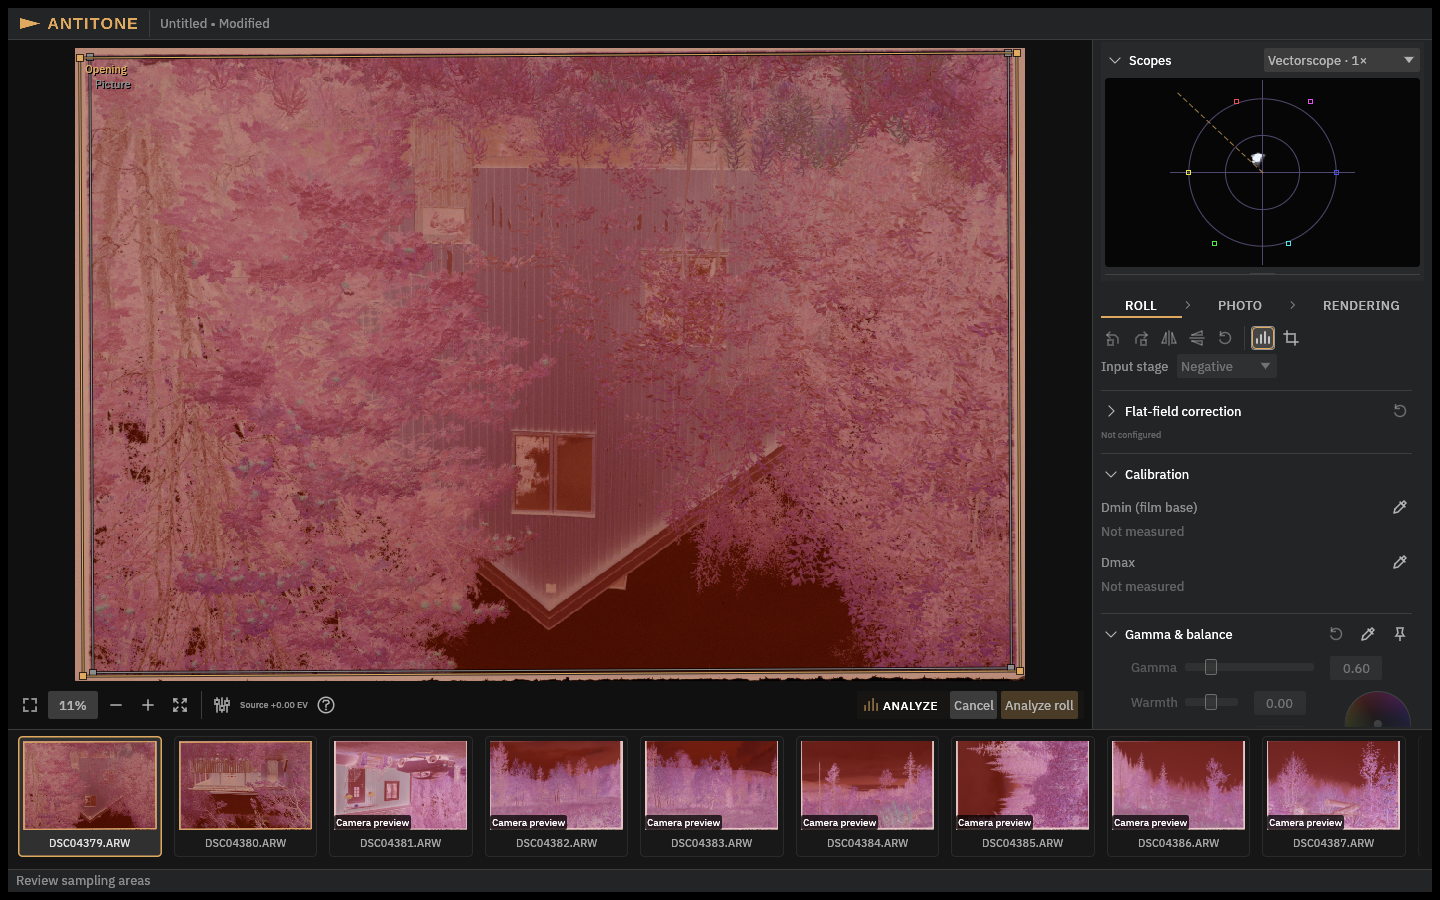 ANTITONE
Untitled • Modified
Opening
Picture
Scopes
Vectorscope · 1×
ROLL
PHOTO
RENDERING
Input stage
Negative
Flat-field correction
Not configured
Calibration
Dmin (film base)
Not measured
Dmax
Not measured
Gamma & balance
Gamma
0.60
Warmth
0.00
11%
Source +0.00 EV
ANALYZE
Cancel
Analyze roll
Camera preview
Camera preview
Camera preview
Camera preview
Camera preview
Camera preview
Camera preview
DSC04379.ARW
DSC04380.ARW
DSC04381.ARW
DSC04382.ARW
DSC04383.ARW
DSC04384.ARW
DSC04385.ARW
DSC04386.ARW
DSC04387.ARW
Review sampling areas